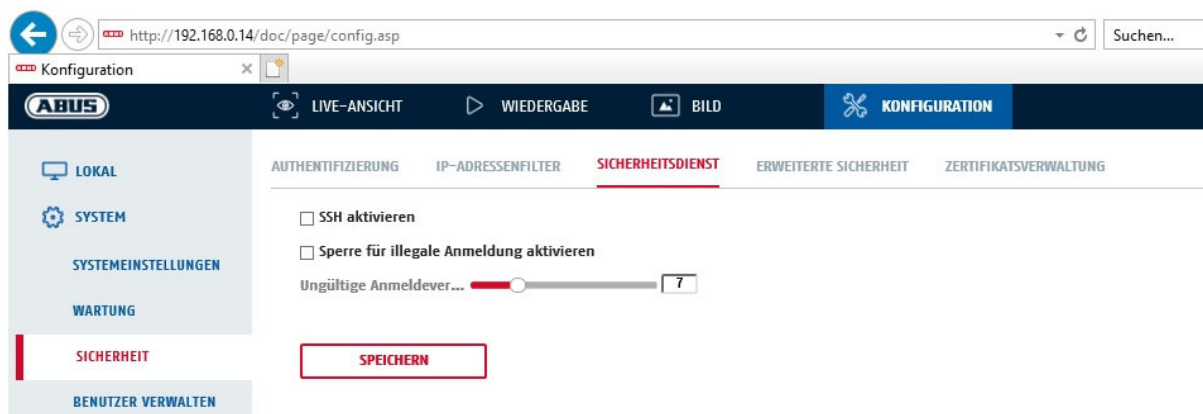 http://192.168.0.14/doc/page/config.asp
Suchen...
Konfiguration
ABUS
LIVE-ANSICHT
WIEDERGABE
BILD
KONFIGURATION
LOKAL
SYSTEM
SYSTEMEINSTELLUNGEN
WARTUNG
SICHERHEIT
BENUTZER VERWALTEN
AUTHENTIFIZIERUNG
IP-ADRESSENFILTER
SICHERHEITSDIENST
ERWEITERTE SICHERHEIT
ZERTIFIKATSVERWALTUNG
SSH aktivieren
Sperre für illegale Anmeldung aktivieren
Ungültige Anmeldever... 7
SPEICHERN